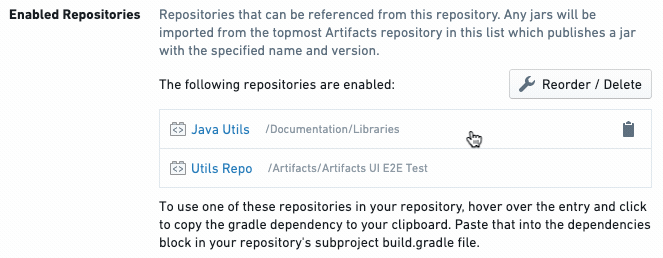 Enabled Repositories
Repositories that can be referenced from this repository. Any jars will be
imported from the topmost Artifacts repository in this list which publishes a jar
with the specified name and version.
The following repositories are enabled:
Reorder / Delete
Java Utils /Documentation/Libraries
Utils Repo /Artifacts/Artifacts UI E2E Test
To use one of these repositories in your repository, hover over the entry and click
to copy the gradle dependency to your clipboard. Paste that into the dependencies
block in your repository's subproject build.gradle file.